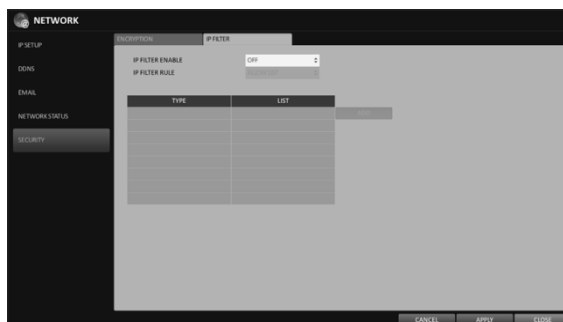 NETWORK
IP SETUP
DDNS
EMAIL
NETWORK STATUS
SECURITY
ENCRYPTION IP FILTER
IP FILTER ENABLE OFF
IP FILTER RULE
TYPE LIST
CANCEL APPLY CLOSE